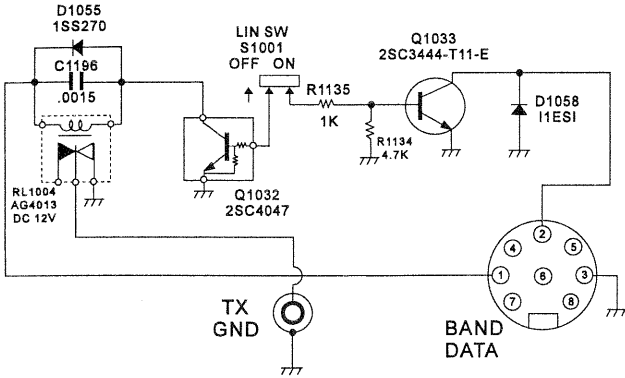 D1055
1SS270
C1196
.0015
LIN SW
S1001
OFF ON
Q1033
2SC3444-T11-E
R1135
1K
R1134
4.7K
D1058
I1ESI
RL1004
AG4013
DC 12V
Q1032
2SC4047
TX
GND
BAND
DATA
2
4
5
1
6
3
7
8